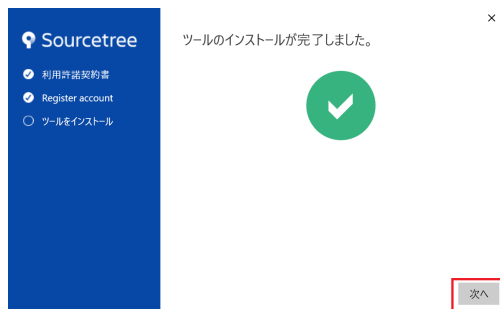 Sourcetree
利用許諾契約書
Register account
ツールをインストール
ツールのインストールが完了しました。
次へ